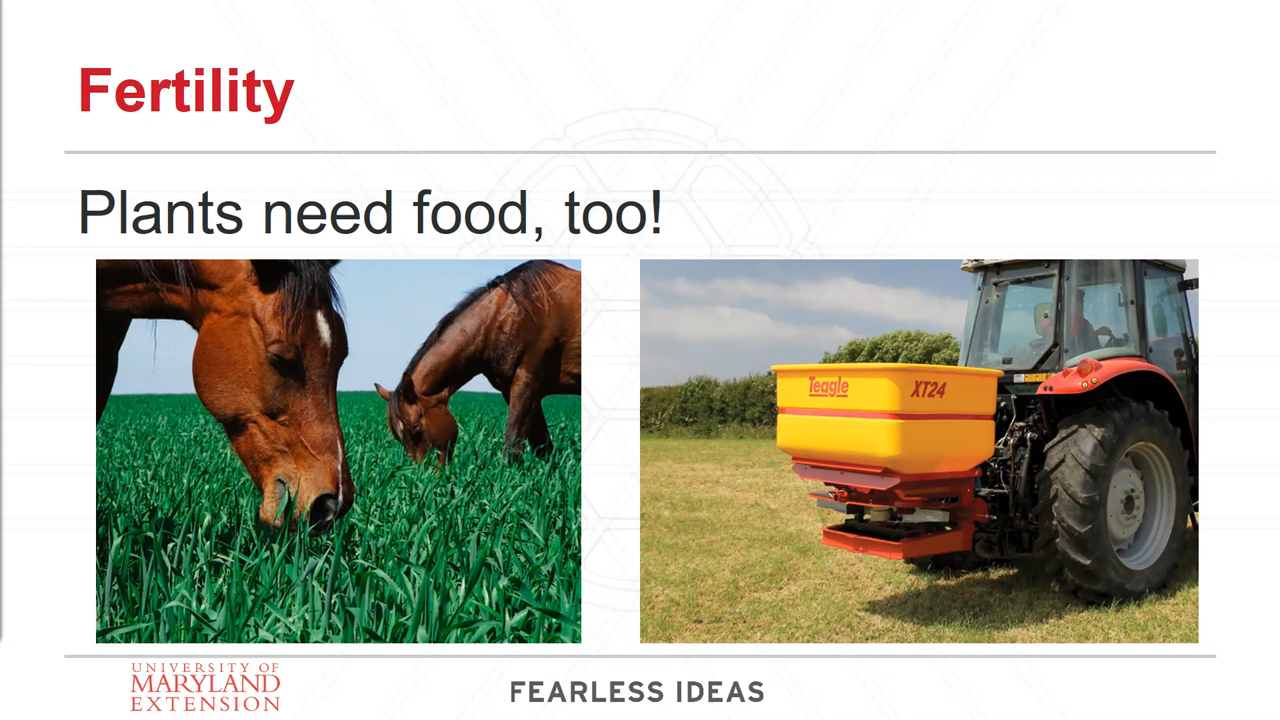 Fertility
Plants need food, too!
Teagle
XT24
UNIVERSITY OF
MARYLAND
EXTENSION
FEARLESS IDEAS